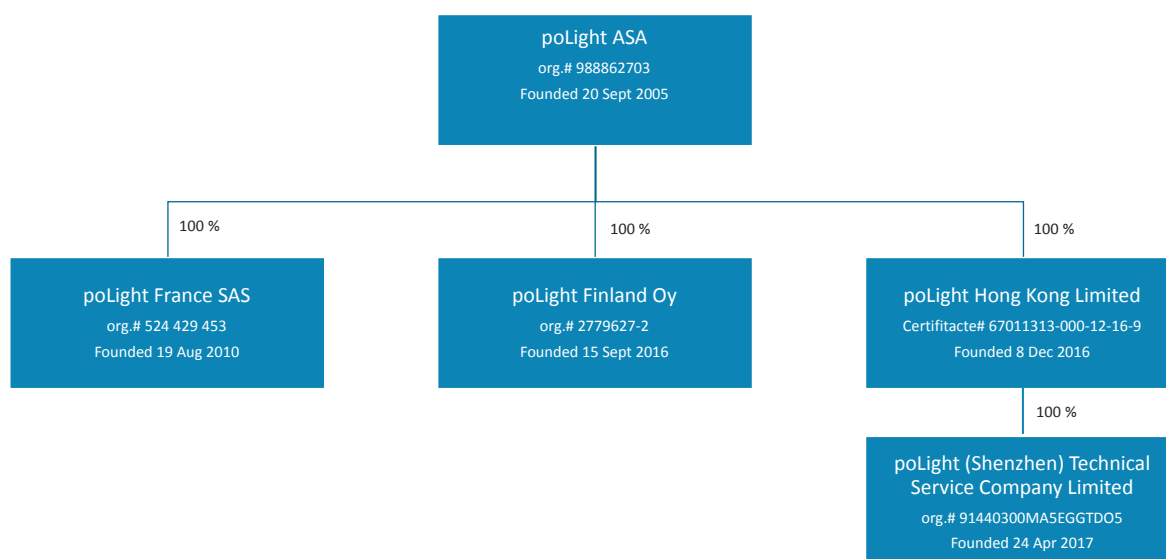 poLight ASA
org.# 988862703
Founded 20 Sept 2005
100 %
100 %
100 %
poLight France SAS
org.# 524 429 453
Founded 19 Aug 2010
poLight Finland Oy
org.# 2779627-2
Founded 15 Sept 2016
poLight Hong Kong Limited
Certifitacte# 67011313-000-12-16-9
Founded 8 Dec 2016
100 %
poLight (Shenzhen) Technical
Service Company Limited
org.# 91440300MA5EGGTDO5
Founded 24 Apr 2017